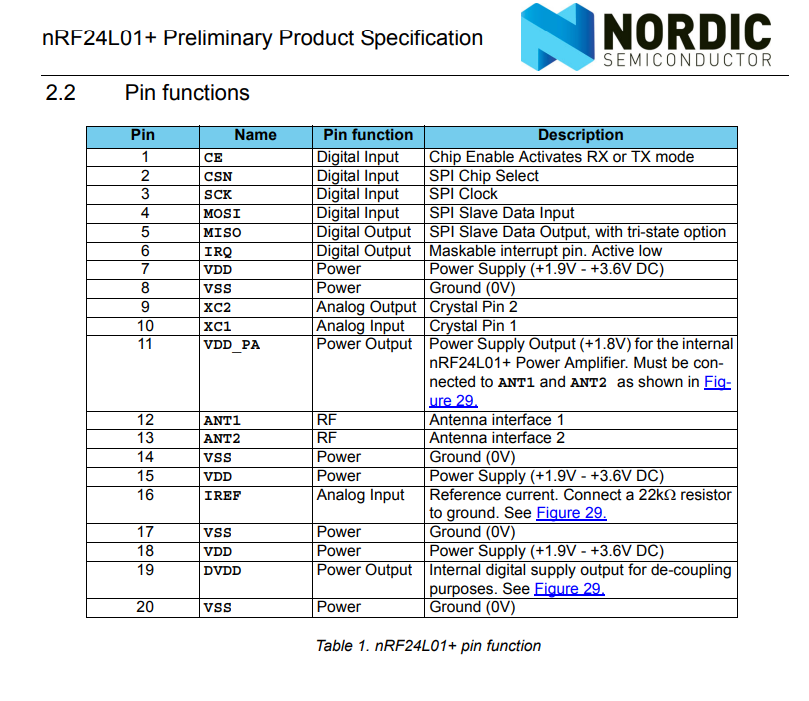 nRF24L01+ Preliminary Product Specification
NORDIC
SEMICONDUCTOR
2.2 Pin functions
Pin Name Pin function Description
1 CE Digital Input Chip Enable Activates RX or TX mode
2 CSN Digital Input SPI Chip Select
3 SCK Digital Input SPI Clock
4 MOSI Digital Input SPI Slave Data Input
5 MISO Digital Output SPI Slave Data Output, with tri-state option
6 IRQ Digital Output Maskable interrupt pin. Active low
7 VDD Power Power Supply (+1.9V - +3.6V DC)
8 VSS Power Ground (0V)
9 XC2 Analog Output Crystal Pin 2
10 XC1 Analog Input Crystal Pin 1
11 VDD_PA Power Output Power Supply Output (+1.8V) for the internal
nRF24L01+ Power Amplifier. Must be con-
nected to ANT1 and ANT2 as shown in Fig-
ure 29.
12 ANT1 RF Antenna interface 1
13 ANT2 RF Antenna interface 2
14 VSS Power Ground (0V)
15 VDD Power Power Supply (+1.9V - +3.6V DC)
16 IREF Analog Input Reference current. Connect a 22kΩ resistor
to ground. See Figure 29.
17 VSS Power Ground (0V)
18 VDD Power Power Supply (+1.9V - +3.6V DC)
19 DVDD Power Output Internal digital supply output for de-coupling
purposes. See Figure 29.
20 VSS Power Ground (0V)
Table 1. nRF24L01+ pin function